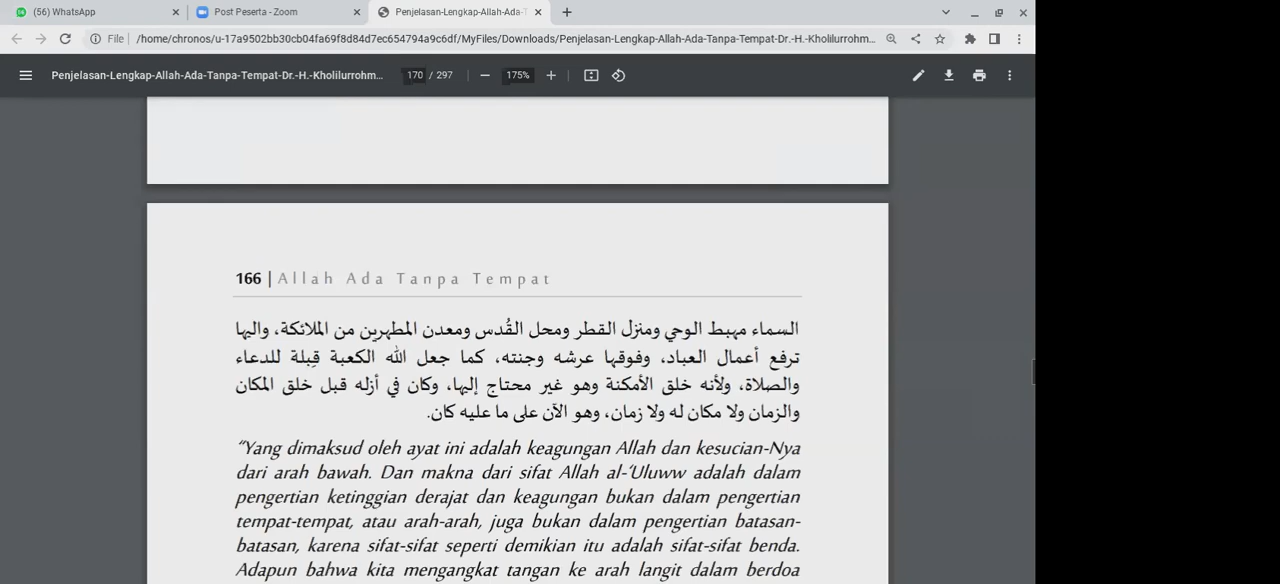 (56) WhatsApp
Post Peserta - Zoom
Penjelasan-Lengkap-Allah-Ada-T
File
/home/chronos/u-17a9502bb30cb04fa69f8d84d7ec654794a9c6df/MyFiles/Downloads/Penjelasan-Lengkap-Allah-Ada-Tanpa-Tempat-Dr.-H.-Kholilurrohm...
Penjelasan-Lengkap-Allah-Ada-Tanpa-Tempat-Dr.-H.-Kholilurrohm...
170 / 297
175%
166 | Allah Ada Tanpa Tempat
السماء مهبط الوحي ومنزل القطر ومحل القُدس ومعدن المطهرين من الملائكة، واليها
ترفع أعمال العباد، وفوقها عرشه وجنته، كما جعل الله الكعبة قِبلة للدعاء
والصلاة، ولأنه خلق الأمكنة وهو غير محتاج إليها، وكان في أزله قبل خلق المكان
والزمان ولا مكان له ولا زمان، وهو الآن على ما عليه كان.
“Yang dimaksud oleh ayat ini adalah keagungan Allah dan kesucian-Nya
dari arah bawah. Dan makna dari sifat Allah al-‘Uluww adalah dalam
pengertian ketinggian derajat dan keagungan bukan dalam pengertian
tempat-tempat, atau arah-arah, juga bukan dalam pengertian batasan-
batasan, karena sifat-sifat seperti demikian itu adalah sifat-sifat benda.
Adapun bahwa kita mengangkat tangan ke arah langit dalam berdoa